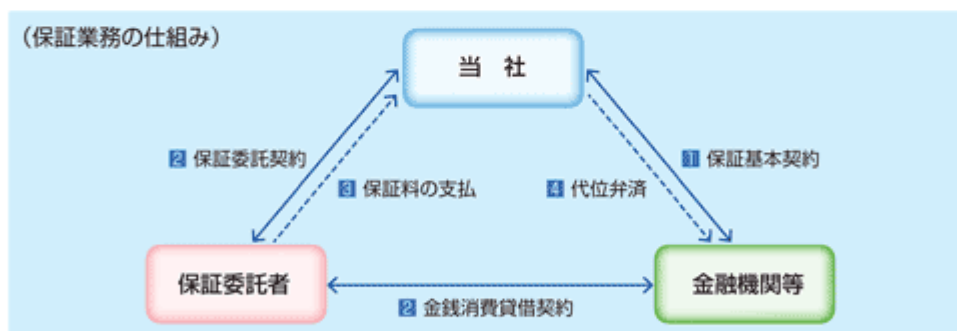 （保証業務の仕組み）
当　社
2 保証委託契約
1 保証基本契約
3 保証料の支払
4 代位弁済
保証委託者
金融機関等
2 金銭消費貸借契約